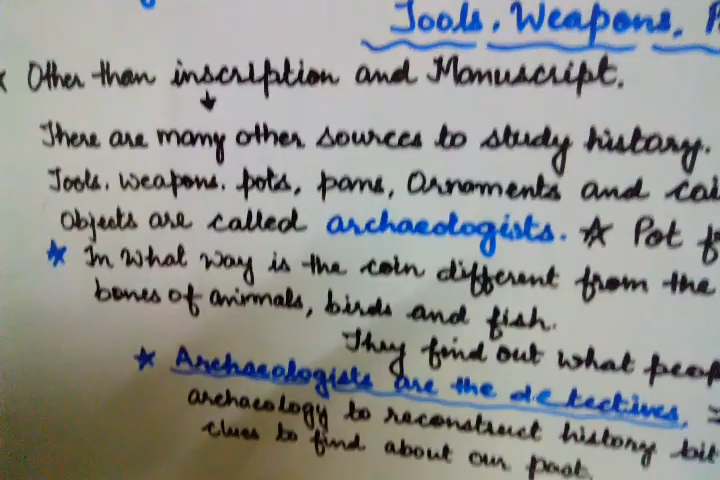 Tools. Weapons.
Other than inscription and Manuscript.
There are many other sources to study history.
Tools. weapons. pots, pans, Ornaments and
Objects are called archaeologists. ☆ Pot
★ In what way is the coin different from the
bones of animals, birds and fish.
They find out what
★ Archaeologists are the detectives,
archaeology to reconstruct history bit
clues to find about our past